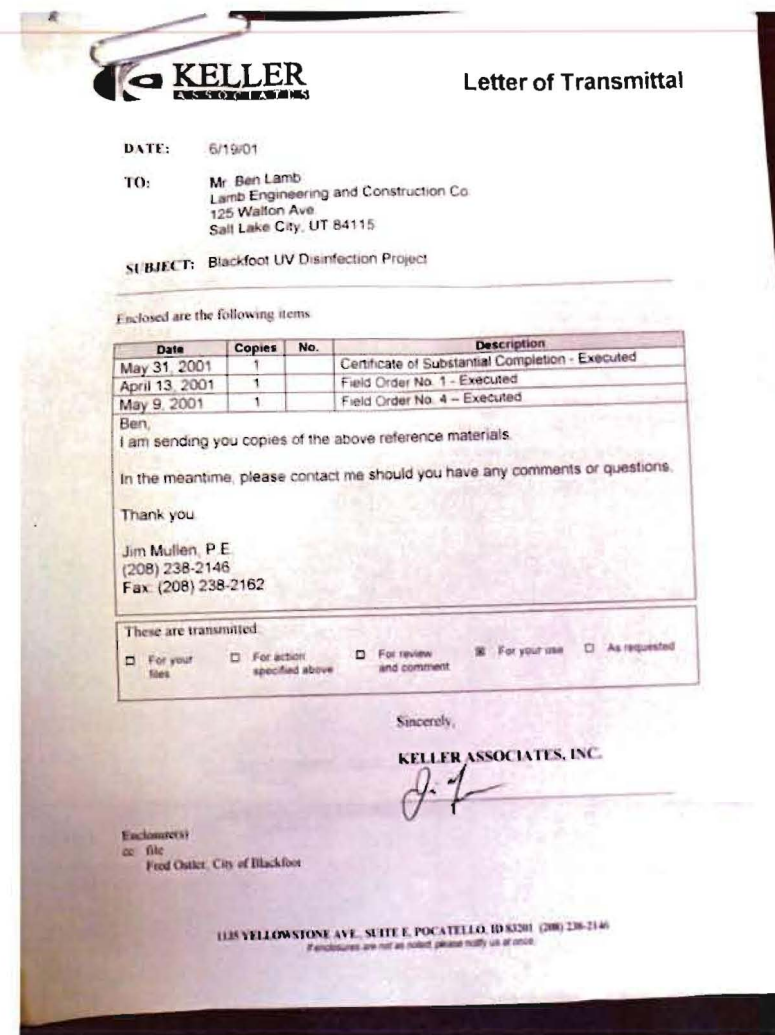 KELLER
ASSOCIATES
Letter of Transmittal
DATE: 6/19/01
TO: Mr. Ben Lamb
Lamb Engineering and Construction Co.
125 Walton Ave.
Salt Lake City, UT 84115
SUBJECT: Blackfoot UV Disinfection Project
Enclosed are the following items
Date Copies No. Description
May 31, 2001 1 Certificate of Substantial Completion - Executed
April 13, 2001 1 Field Order No. 1 - Executed
May 9, 2001 1 Field Order No. 4 – Executed
Ben,
I am sending you copies of the above reference materials.
In the meantime, please contact me should you have any comments or questions.
Thank you.
Jim Mullen, P.E.
(208) 238-2146
Fax: (208) 238-2162
These are transmitted:
☐ For your files ☐ For action specified above ☐ For review and comment ☒ For your use ☐ As requested
Sincerely,
KELLER ASSOCIATES, INC.
Enclosure(s)
cc: file
Fred Ostler, City of Blackfoot
1135 YELLOWSTONE AVE., SUITE E, POCATELLO, ID 83201 (208) 238-2146
If enclosures are not as noted, please notify us at once.